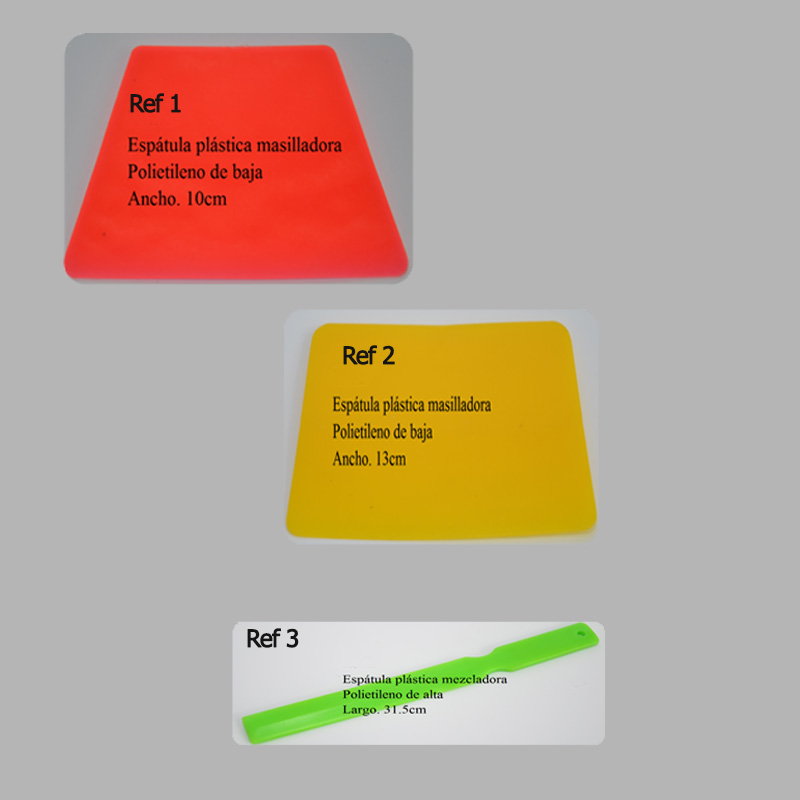 Ref 1
Espátula plástica masilladora
Polietileno de baja
Ancho. 10cm
Ref 2
Espátula plástica masilladora
Polietileno de baja
Ancho. 13cm
Ref 3
Espátula plástica mezcladora
Polietileno de alta
Largo. 31.5cm